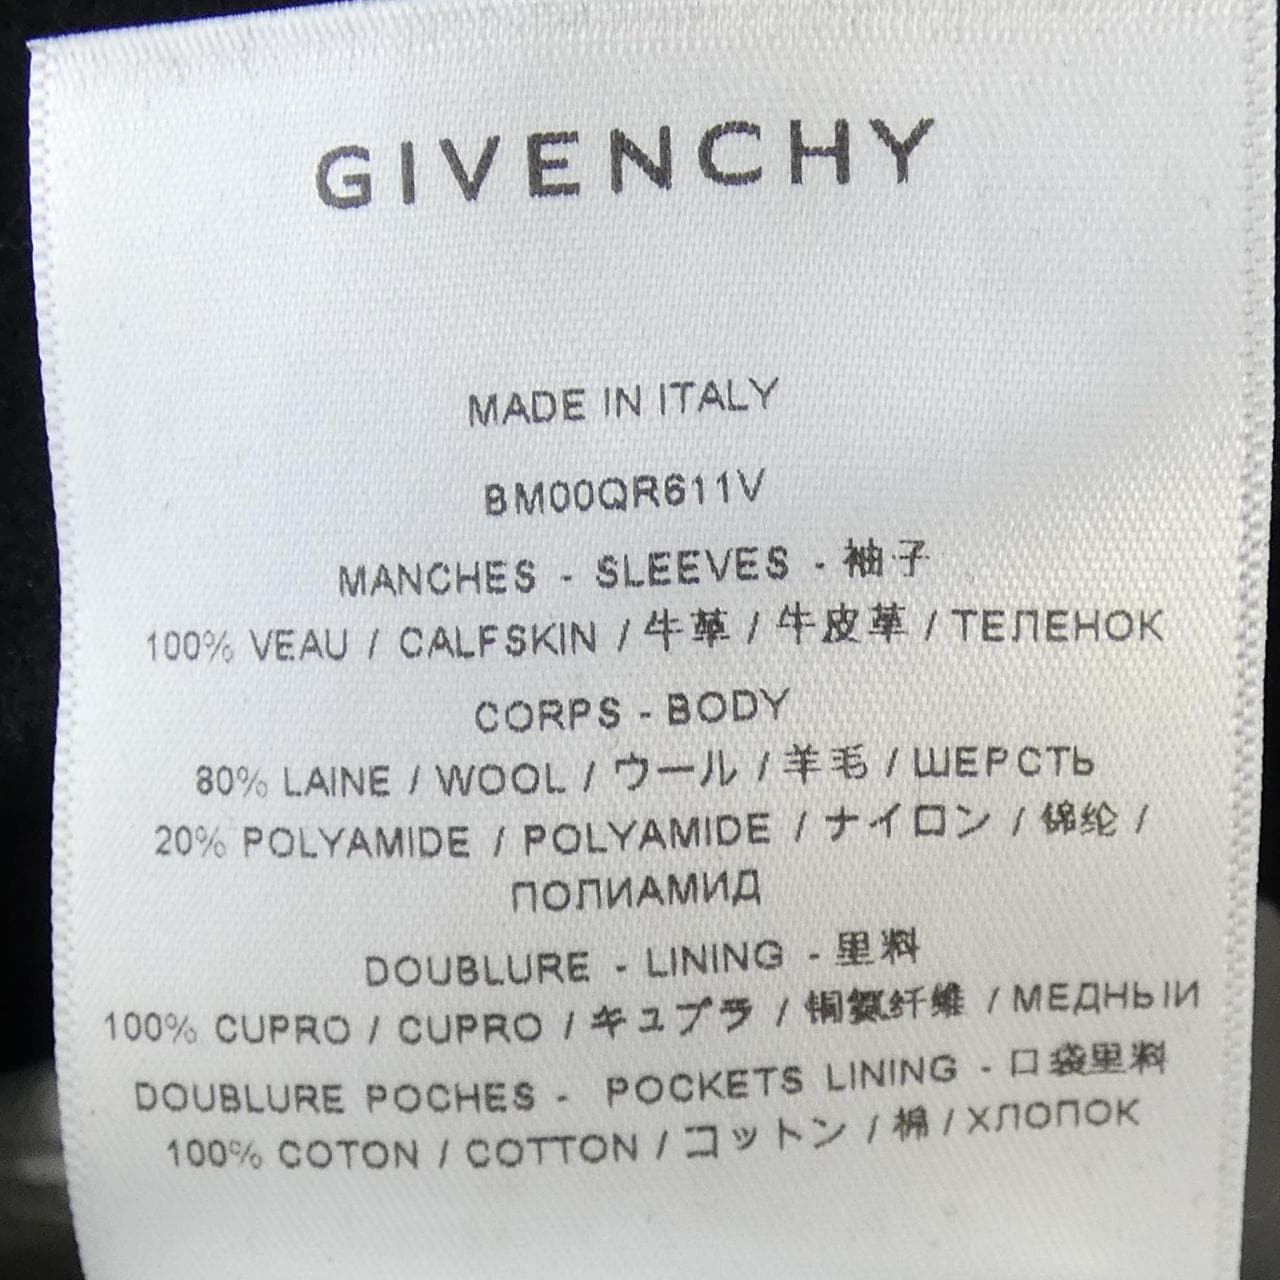 GIVENCHY
MADE IN ITALY
BM00QR611V
MANCHES - SLEEVES - 袖子
100% VEAU / CALFSKIN / 牛革 / 牛皮革 / ТЕЛЕНОК
CORPS - BODY
80% LAINE / WOOL / ウール / 羊毛 / ШЕРСТЬ
20% POLYAMIDE / POLYAMIDE / ナイロン / 锦纶 /
ПОЛИАМИД
DOUBLURE - LINING - 里料
100% CUPRO / CUPRO / キュプラ / 铜氨纤维 / МЕДНЫЙ
DOUBLURE POCHES - POCKETS LINING - 口袋里料
100% COTON / COTTON / コットン / 棉 / ХЛОПОК